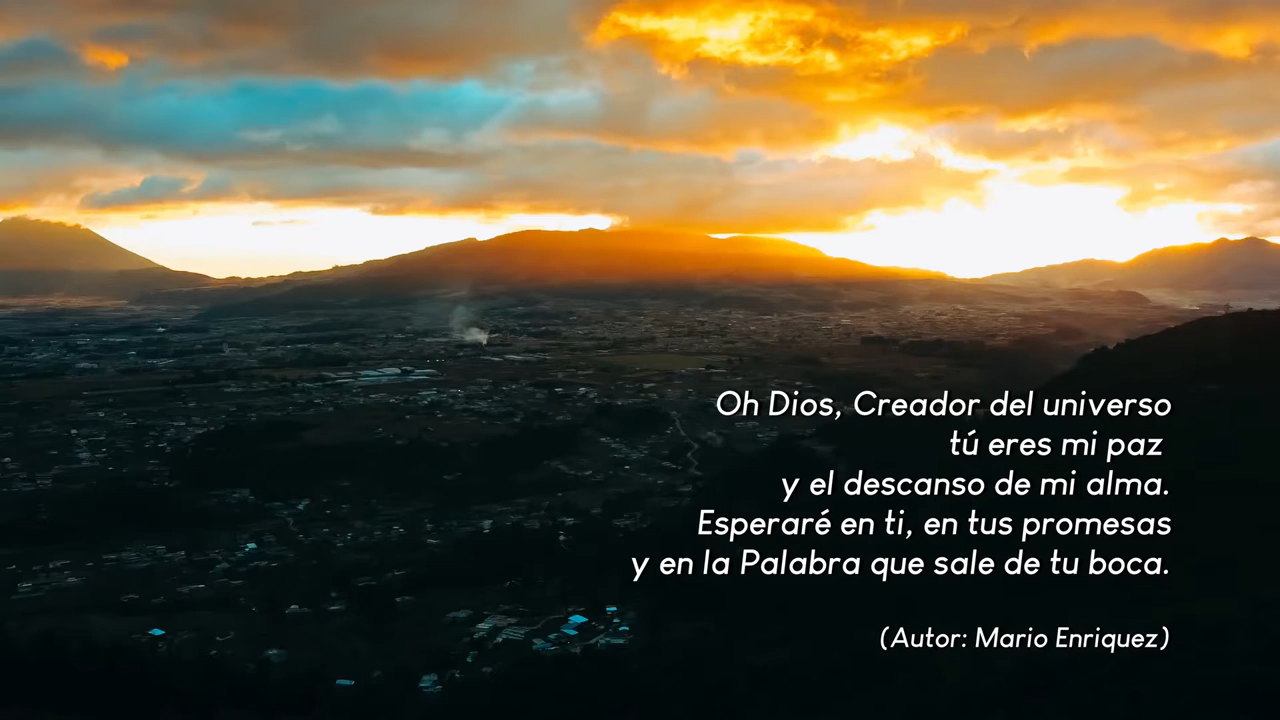 Oh Dios, Creador del universo
tú eres mi paz
y el descanso de mi alma.
Esperaré en ti, en tus promesas
y en la Palabra que sale de tu boca.
(Autor: Mario Enriquez)